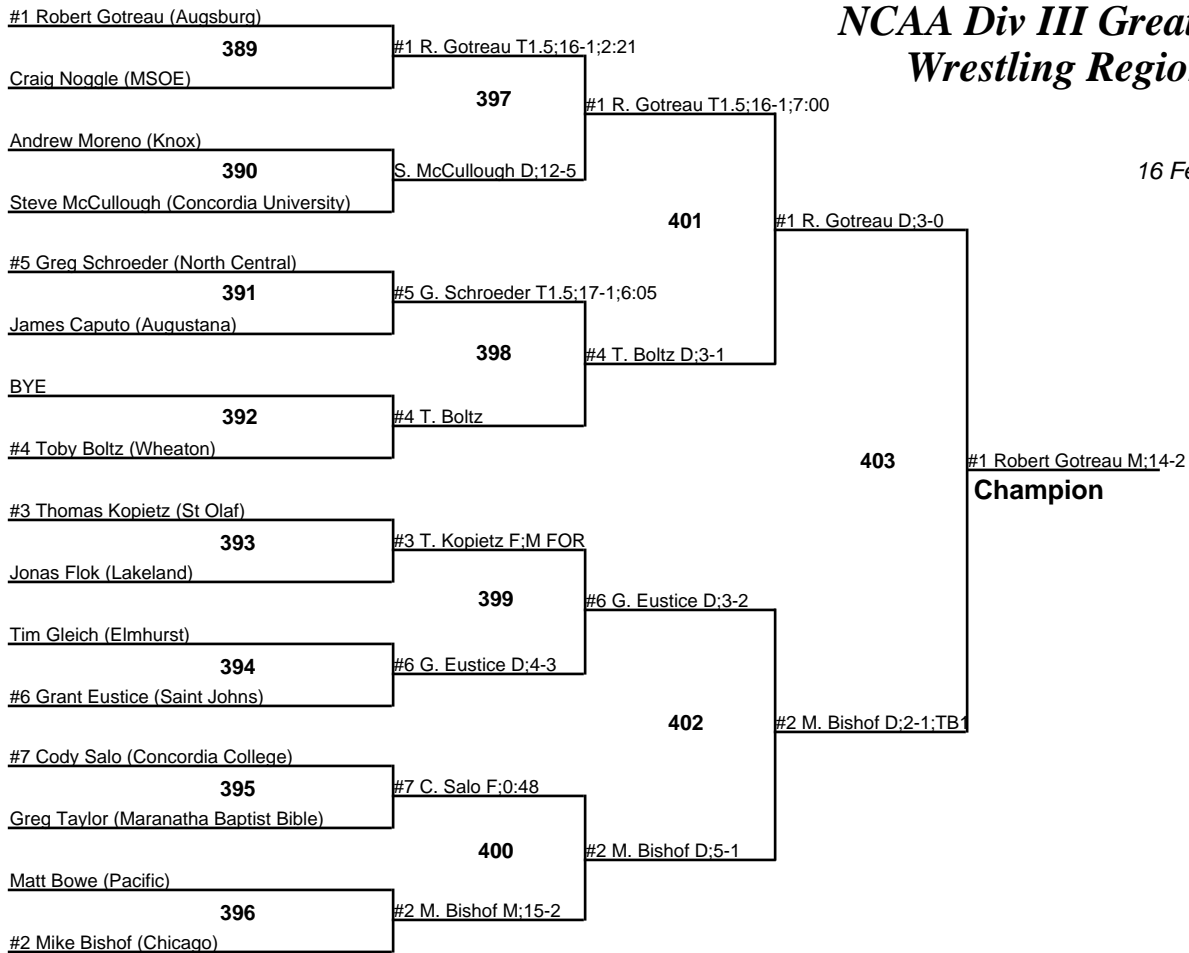 NCAA Div III Grea
Wrestling Regio
16 Fe
#1 Robert Gotreau (Augsburg)
389
Craig Noggle (MSOE)
#1 R. Gotreau T1.5;16-1;2:21
397
#1 R. Gotreau T1.5;16-1;7:00
Andrew Moreno (Knox)
390
Steve McCullough (Concordia University)
S. McCullough D;12-5
401
#1 R. Gotreau D;3-0
#5 Greg Schroeder (North Central)
391
James Caputo (Augustana)
#5 G. Schroeder T1.5;17-1;6:05
398
#4 T. Boltz D;3-1
BYE
392
#4 Toby Boltz (Wheaton)
#4 T. Boltz
403
#1 Robert Gotreau M;14-2
Champion
#3 Thomas Kopietz (St Olaf)
393
Jonas Flok (Lakeland)
#3 T. Kopietz F;M FOR
399
#6 G. Eustice D;3-2
Tim Gleich (Elmhurst)
394
#6 Grant Eustice (Saint Johns)
#6 G. Eustice D;4-3
402
#2 M. Bishof D;2-1;TB1
#7 Cody Salo (Concordia College)
395
Greg Taylor (Maranatha Baptist Bible)
#7 C. Salo F;0:48
400
#2 M. Bishof D;5-1
Matt Bowe (Pacific)
396
#2 Mike Bishof (Chicago)
#2 M. Bishof M;15-2